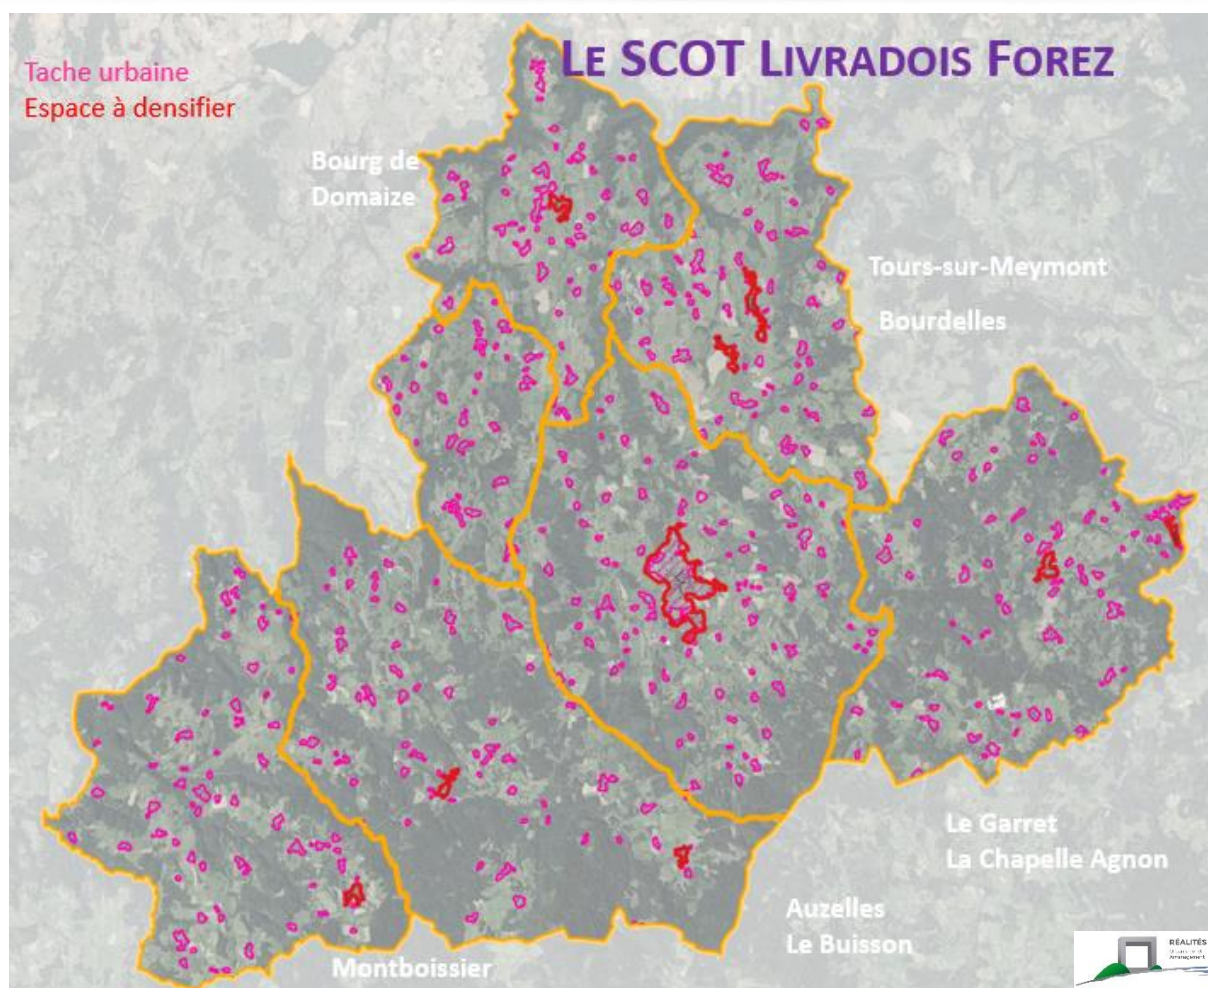 LE SCOT LIVRADOIS FOREZ
Tache urbaine
Espace à densifier
Bourg de
Domaize
Tours-sur-Meymont
Bourdelles
Le Garret
La Chapelle Agnon
Auzelles
Le Buisson
Montboissier
RÉALITÉS